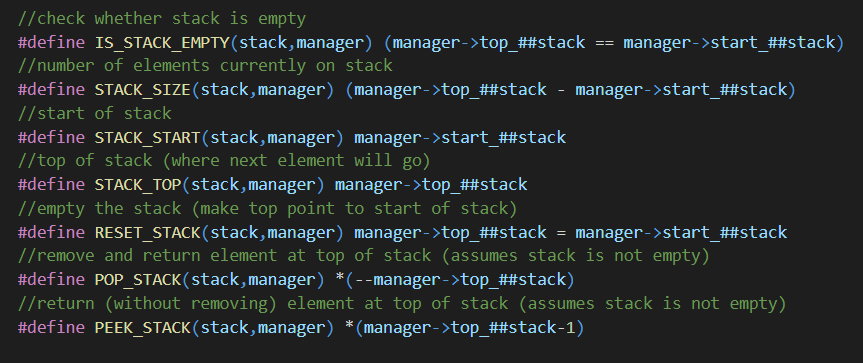 //check whether stack is empty
#define IS_STACK_EMPTY(stack,manager) (manager->top_##stack == manager->start_##stack)
//number of elements currently on stack
#define STACK_SIZE(stack,manager) (manager->top_##stack - manager->start_##stack)
//start of stack
#define STACK_START(stack,manager) manager->start_##stack
//top of stack (where next element will go)
#define STACK_TOP(stack,manager) manager->top_##stack
//empty the stack (make top point to start of stack)
#define RESET_STACK(stack,manager) manager->top_##stack = manager->start_##stack
//remove and return element at top of stack (assumes stack is not empty)
#define POP_STACK(stack,manager) *(--manager->top_##stack)
//return (without removing) element at top of stack (assumes stack is not empty)
#define PEEK_STACK(stack,manager) *(manager->top_##stack-1)